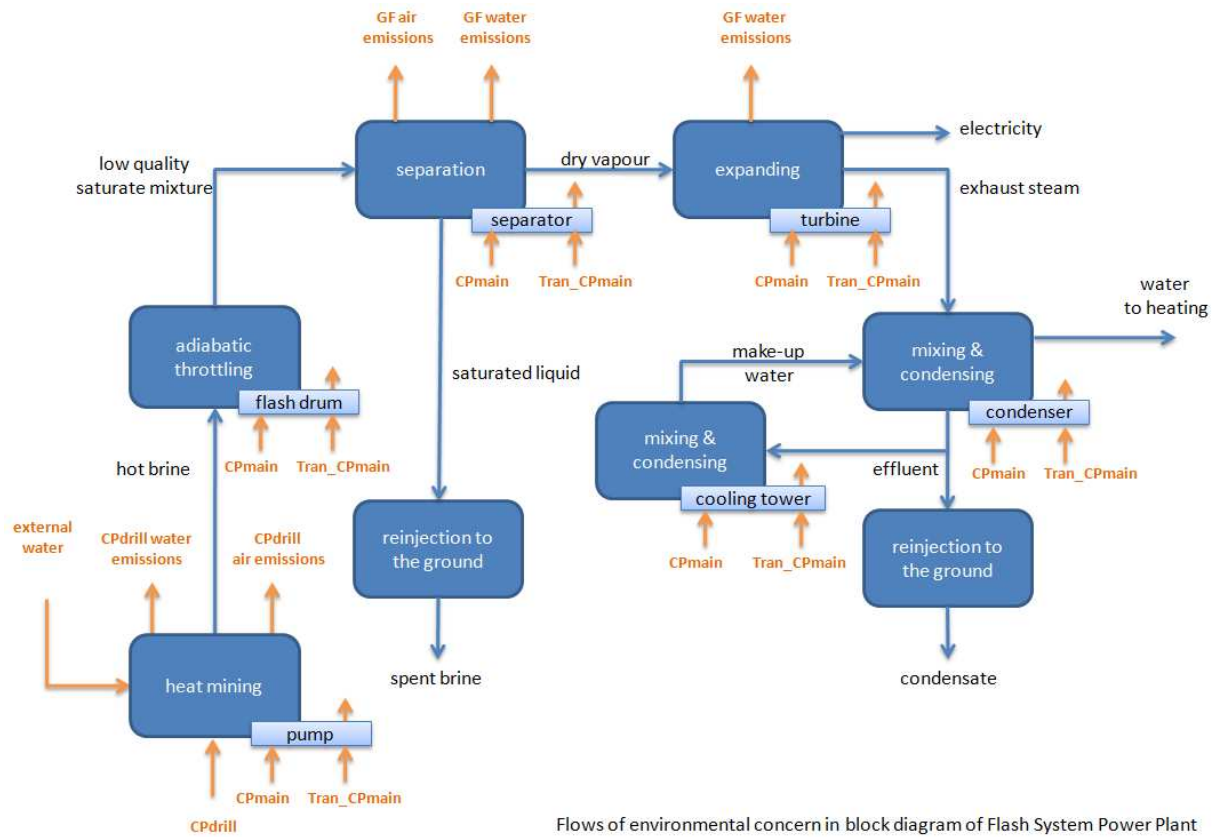 GF air
emissions
GF water
emissions
GF water
emissions
low quality
saturate mixture
separation
dry vapour
expanding
electricity
exhaust steam
separator
turbine
CPmain
Tran_CPmain
CPmain
Tran_CPmain
water
to heating
adiabatic
throttling
flash drum
saturated liquid
make-up
water
mixing &
condensing
condenser
mixing &
condensing
effluent
cooling tower
CPmain
Tran_CPmain
CPmain
Tran_CPmain
hot brine
external
water
CPdrill water
emissions
CPdrill
air emissions
reinjection to
the ground
CPmain
Tran_CPmain
reinjection to
the ground
heat mining
spent brine
condensate
pump
CPmain
Tran_CPmain
CPdrill
Flows of environmental concern in block diagram of Flash System Power Plant